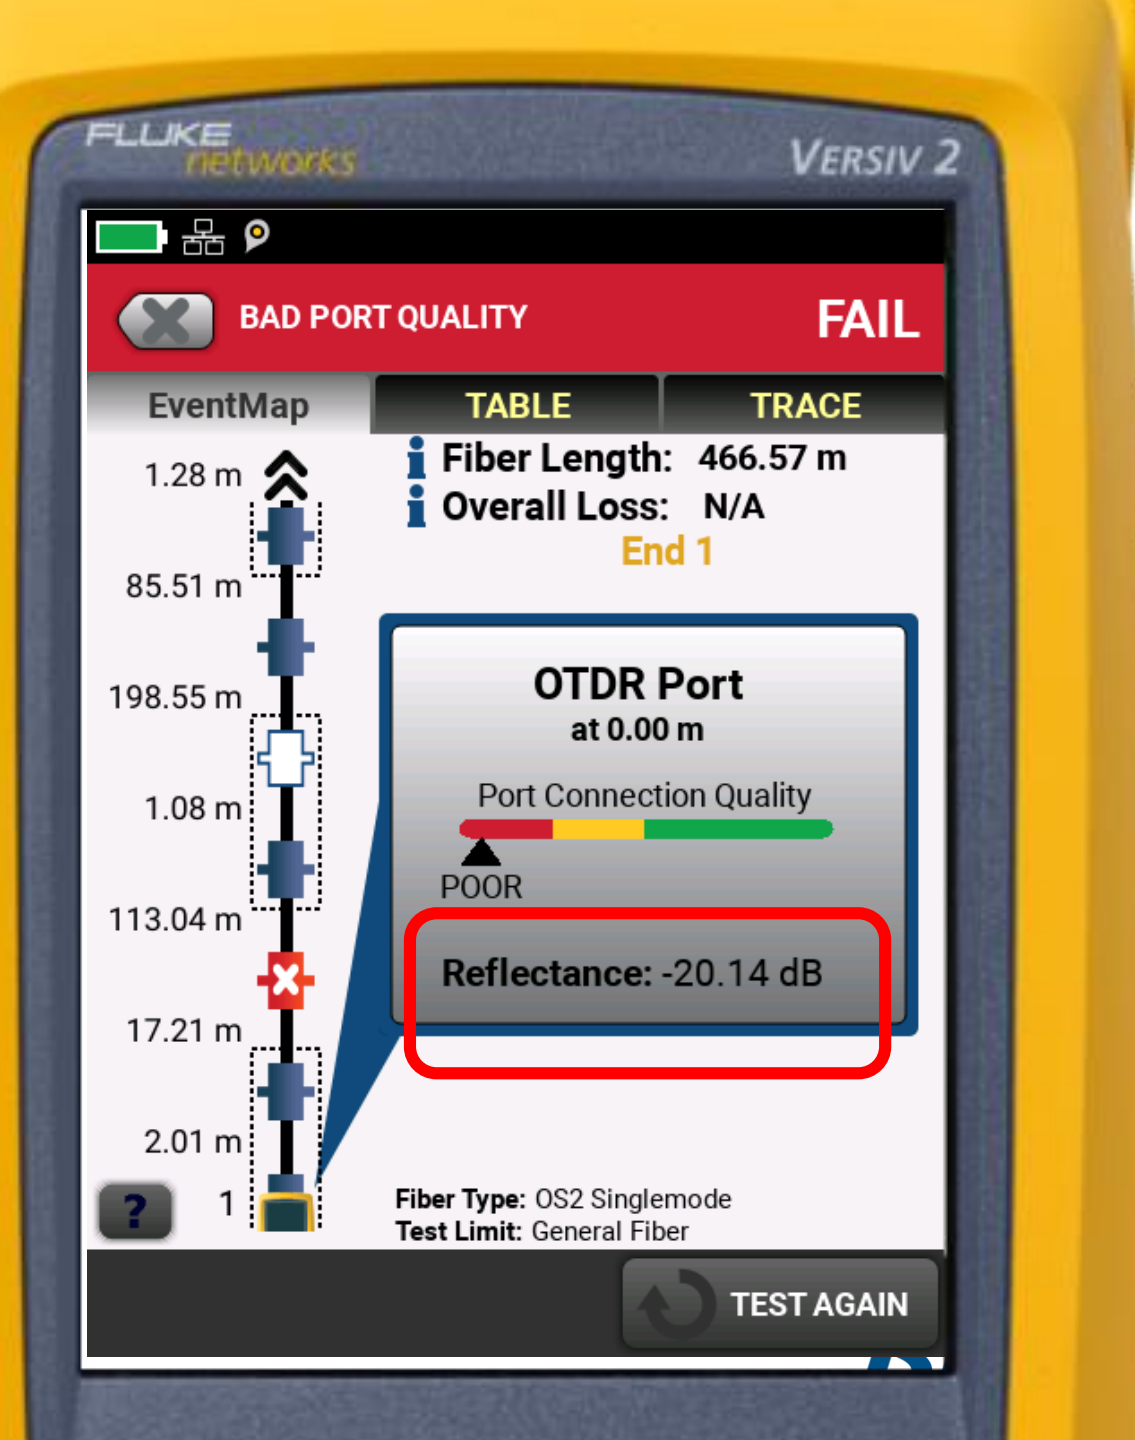 FLUKE
networks
VERSIV 2
BAD PORT QUALITY
FAIL
EventMap
TABLE
TRACE
1.28 m
i Fiber Length: 466.57 m
i Overall Loss: N/A
End 1
85.51 m
198.55 m
OTDR Port
at 0.00 m
Port Connection Quality
1.08 m
POOR
113.04 m
Reflectance: -20.14 dB
17.21 m
2.01 m
? 1
Fiber Type: OS2 Singlemode
Test Limit: General Fiber
TEST AGAIN